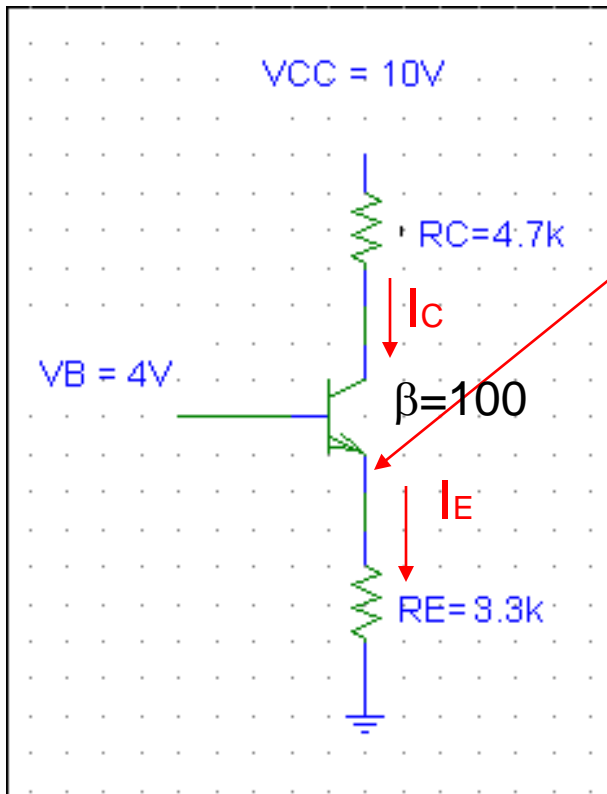 VCC = 10V
RC=4.7k
IC
VB = 4V
β=100
IE
RE=3.3k